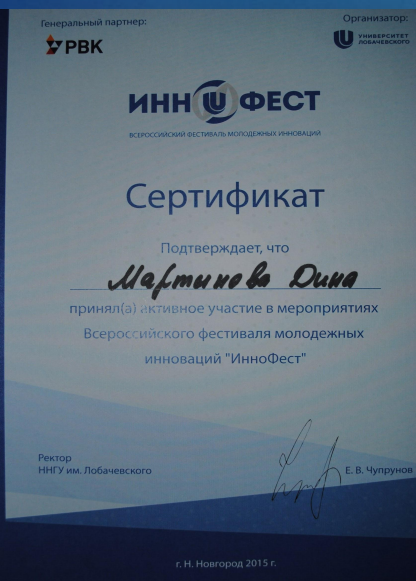 Генеральный партнер:
Организатор:
РВК
УНИВЕРСИТЕТ
ЛОБАЧЕВСКОГО
ИННОФЕСТ
ВСЕРОССИЙСКИЙ ФЕСТИВАЛЬ МОЛОДЕЖНЫХ ИННОВАЦИЙ
Сертификат
Подтверждает, что
Мартынова Дина
принял(а) активное участие в мероприятиях
Всероссийского фестиваля молодежных
инноваций "ИнноФест"
Ректор
ННГУ им. Лобачевского
Е. В. Чупрунов
г. Н. Новгород 2015 г.